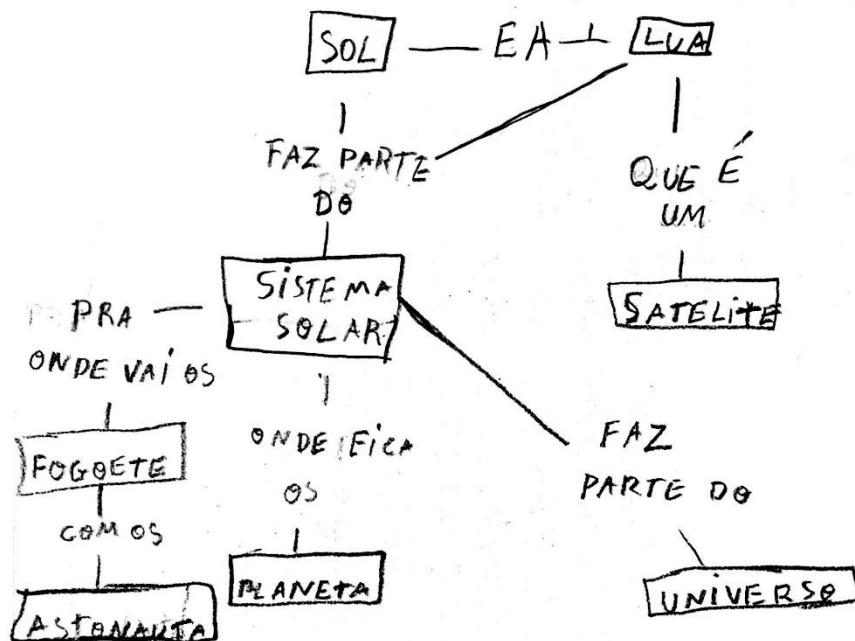 SOL — E A — LUA
FAZ PARTE
DO
QUE É
UM
SISTEMA
SOLAR
SATELITE
PRA
ONDE VAI OS
FOGOETE
COM OS
ASTONAUTA
ONDE FICA
OS
PLANETA
FAZ
PARTE DO
UNIVERSO